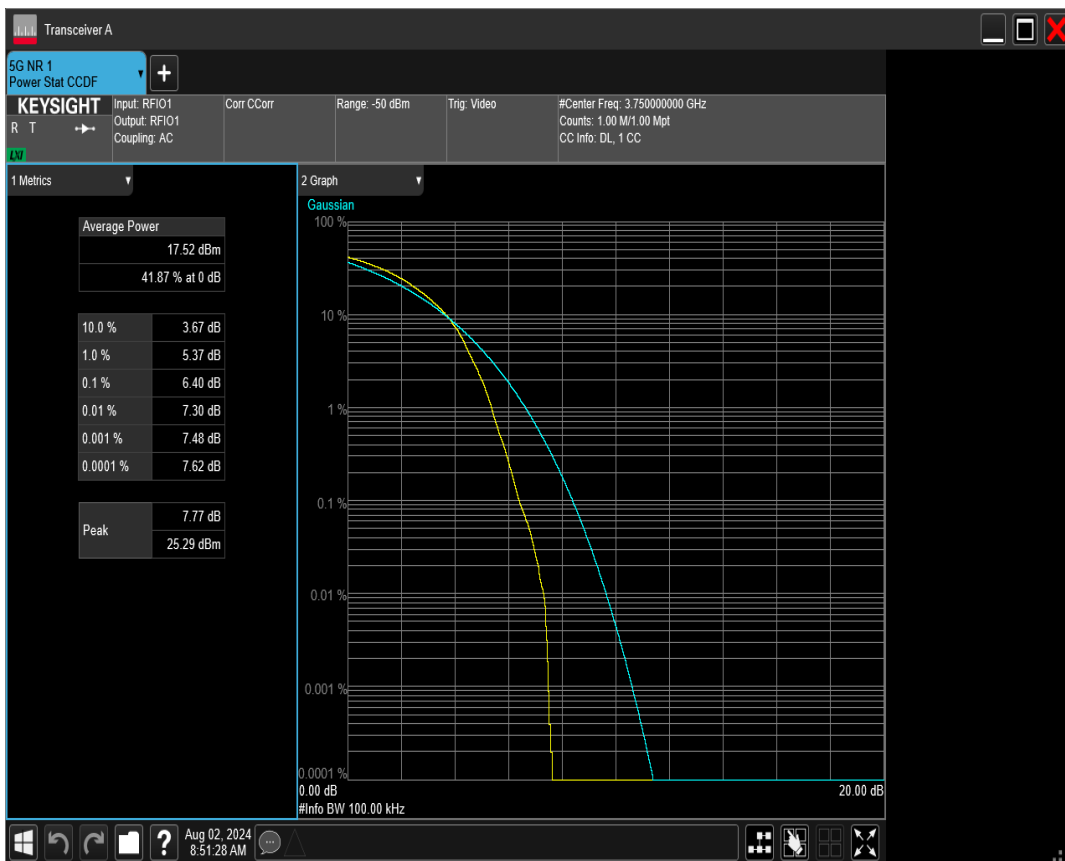 Transceiver A
5G NR 1
Power Stat CCDF
+
KEYSIGHT
R T
LXI
Input: RFIO1
Output: RFIO1
Coupling: AC
Corr CCorr
Range: -50 dBm
Trig: Video
#Center Freq: 3.750000000 GHz
Counts: 1.00 M/1.00 Mpt
CC Info: DL, 1 CC
1 Metrics
Average Power
17.52 dBm
41.87 % at 0 dB
10.0 % 3.67 dB
1.0 % 5.37 dB
0.1 % 6.40 dB
0.01 % 7.30 dB
0.001 % 7.48 dB
0.0001 % 7.62 dB
Peak 7.77 dB
25.29 dBm
2 Graph
Gaussian
100 %
10 %
1 %
0.1 %
0.01 %
0.001 %
0.0001 %
0.00 dB 20.00 dB
#Info BW 100.00 kHz
? Aug 02, 2024
8:51:28 AM